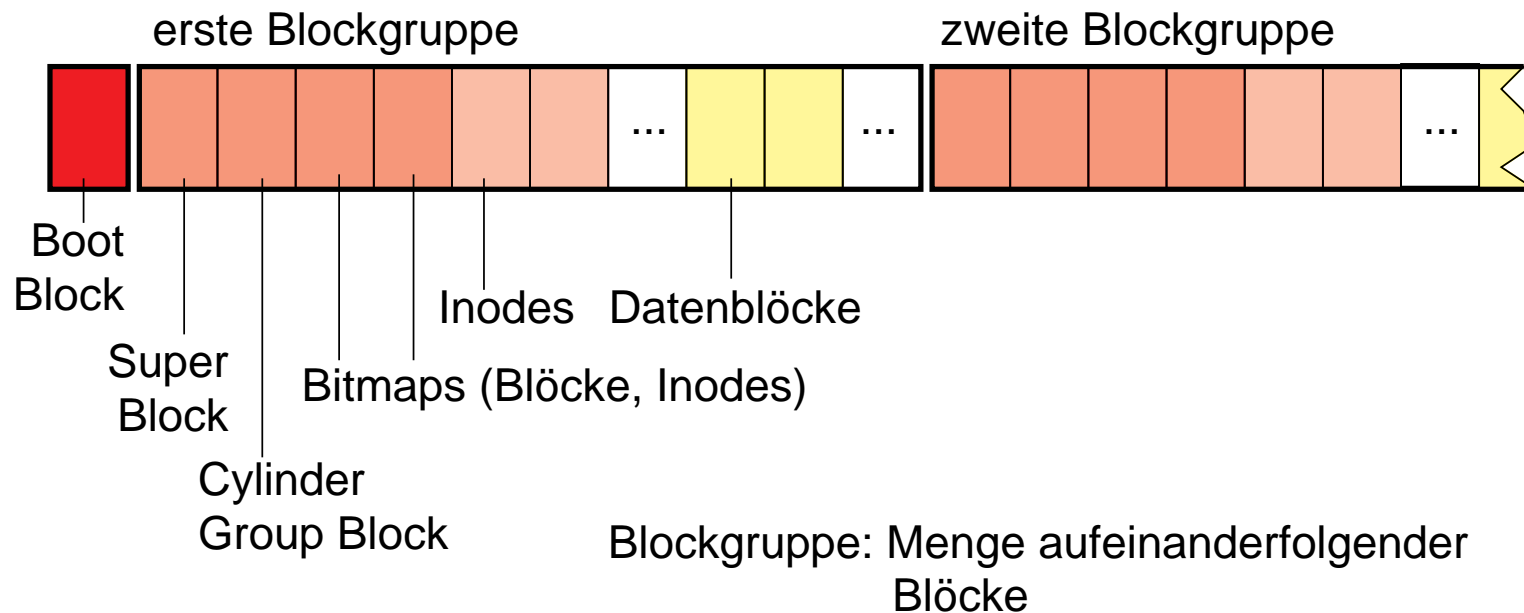 erste Blockgruppe
zweite Blockgruppe
... ... ...
Boot
Block
Inodes Datenblöcke
Super
Block
Bitmaps (Blöcke, Inodes)
Cylinder
Group Block
Blockgruppe: Menge aufeinanderfolgender
Blöcke